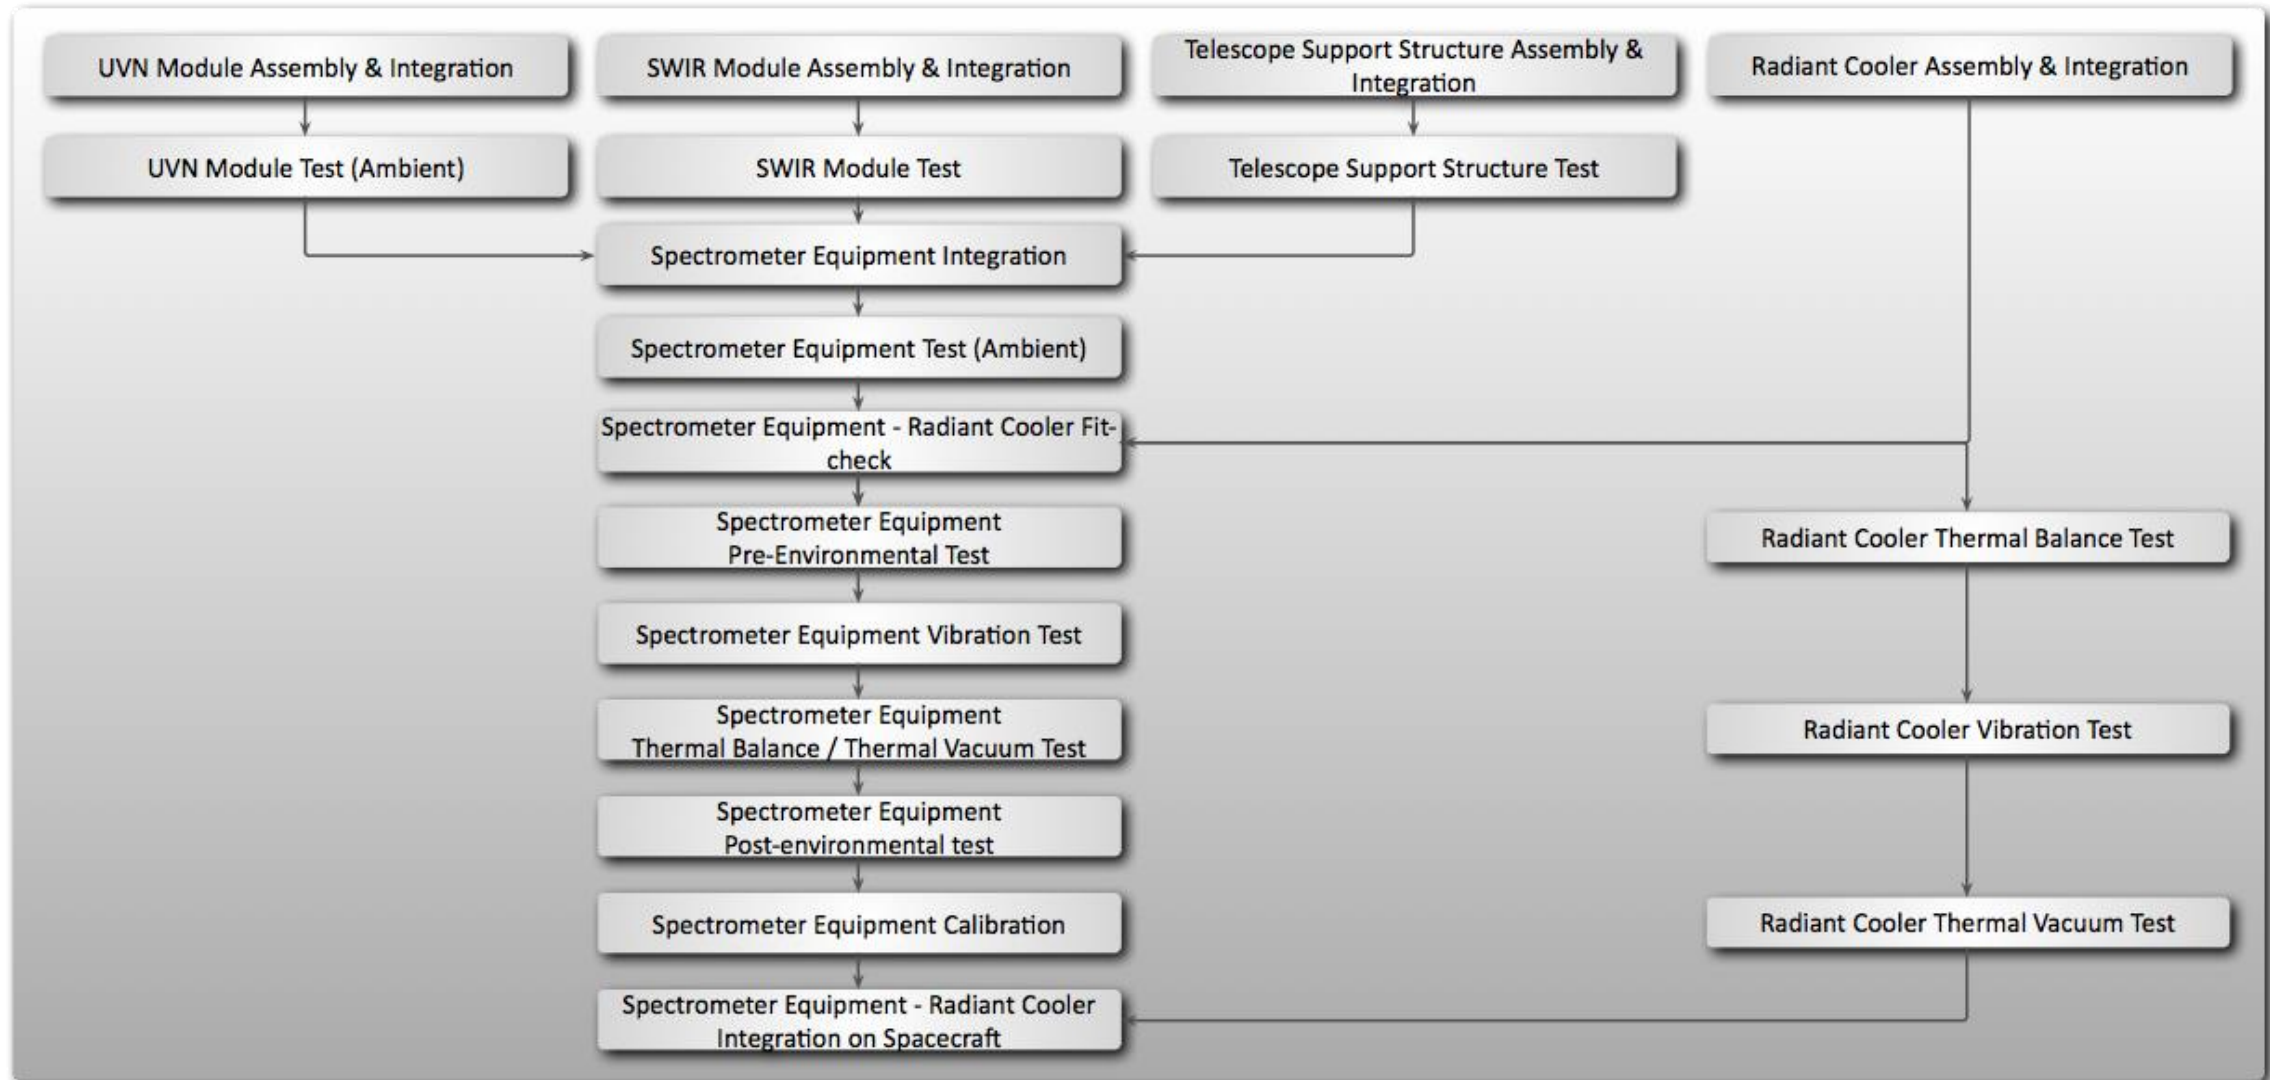 UVN Module Assembly & Integration
SWIR Module Assembly & Integration
Telescope Support Structure Assembly &
Integration
Radiant Cooler Assembly & Integration
UVN Module Test (Ambient)
SWIR Module Test
Telescope Support Structure Test
Spectrometer Equipment Integration
Spectrometer Equipment Test (Ambient)
Spectrometer Equipment - Radiant Cooler Fit-
check
Spectrometer Equipment
Pre-Environmental Test
Radiant Cooler Thermal Balance Test
Spectrometer Equipment Vibration Test
Spectrometer Equipment
Thermal Balance / Thermal Vacuum Test
Radiant Cooler Vibration Test
Spectrometer Equipment
Post-environmental test
Spectrometer Equipment Calibration
Radiant Cooler Thermal Vacuum Test
Spectrometer Equipment - Radiant Cooler
Integration on Spacecraft